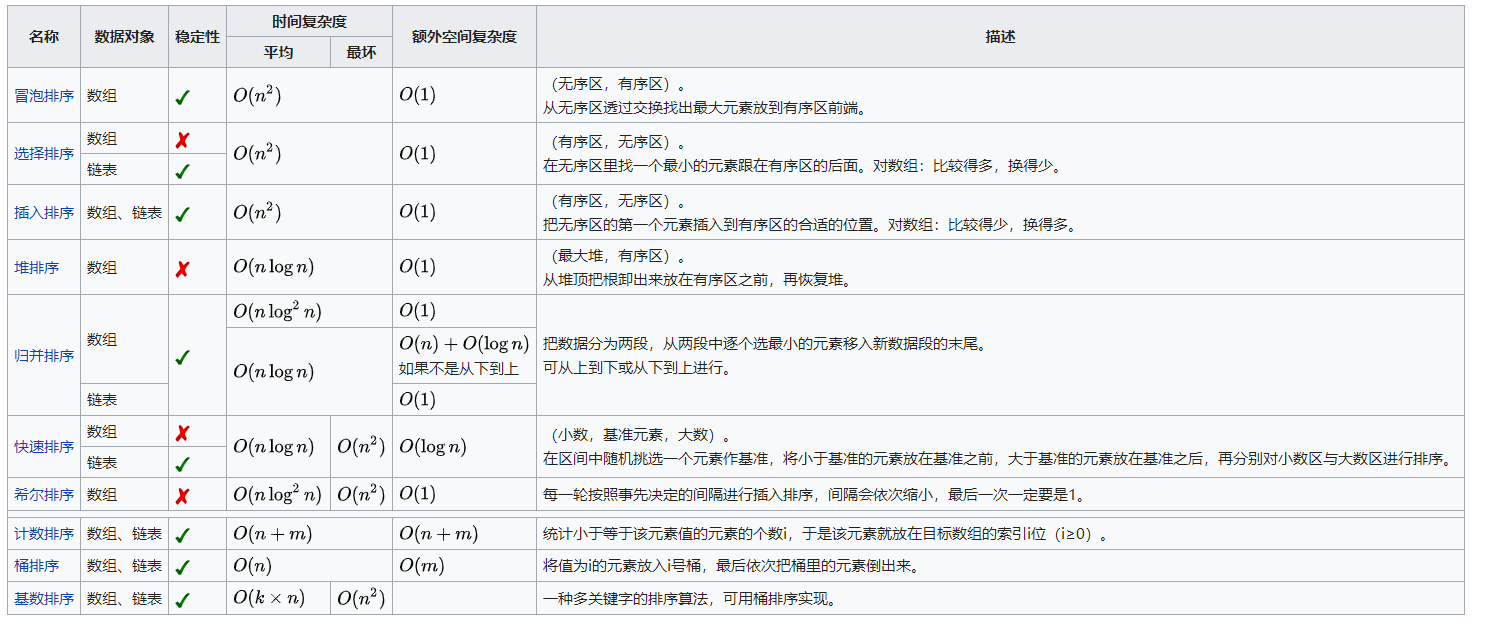 名称 数据对象 稳定性 时间复杂度 额外空间复杂度 描述
平均 最坏
冒泡排序 数组 ✓ O(n²) O(1) （无序区，有序区）。
从无序区透过交换找出最大元素放到有序区前端。
选择排序 数组 ✗ O(n²) O(1) （有序区，无序区）。
链表 ✓ 在无序区里找一个最小的元素跟在有序区的后面。对数组：比较得多，换得少。
插入排序 数组、链表 ✓ O(n²) O(1) （有序区，无序区）。
把无序区的第一个元素插入到有序区的合适的位置。对数组：比较得少，换得多。
堆排序 数组 ✗ O(n log n) O(1) （最大堆，有序区）。
从堆顶把根卸出来放在有序区之前，再恢复堆。
归并排序 数组 ✓ O(n log² n) O(1) 把数据分为两段，从两段中逐个选最小的元素移入新数据段的末尾。
O(n log n) O(n) + O(log n) 可从上到下或从下到上进行。
如果不是从下到上
链表 O(1)
快速排序 数组 ✗ O(n log n) O(n²) O(log n) （小数，基准元素，大数）。
链表 ✓ 在区间中随机挑选一个元素作基准，将小于基准的元素放在基准之前，大于基准的元素放在基准之后，再分别对小数区与大数区进行排序。
希尔排序 数组 ✗ O(n log² n) O(n²) O(1) 每一轮按照事先决定的间隔进行插入排序，间隔会依次缩小，最后一次一定要是1。
计数排序 数组、链表 ✓ O(n + m) O(n + m) 统计小于等于该元素值的元素的个数i，于是该元素就放在目标数组的索引i位（i≥0）。
桶排序 数组、链表 ✓ O(n) O(m) 将值为i的元素放入i号桶，最后依次把桶里的元素倒出来。
基数排序 数组、链表 ✓ O(k × n) O(n²) 一种多关键字的排序算法，可用桶排序实现。